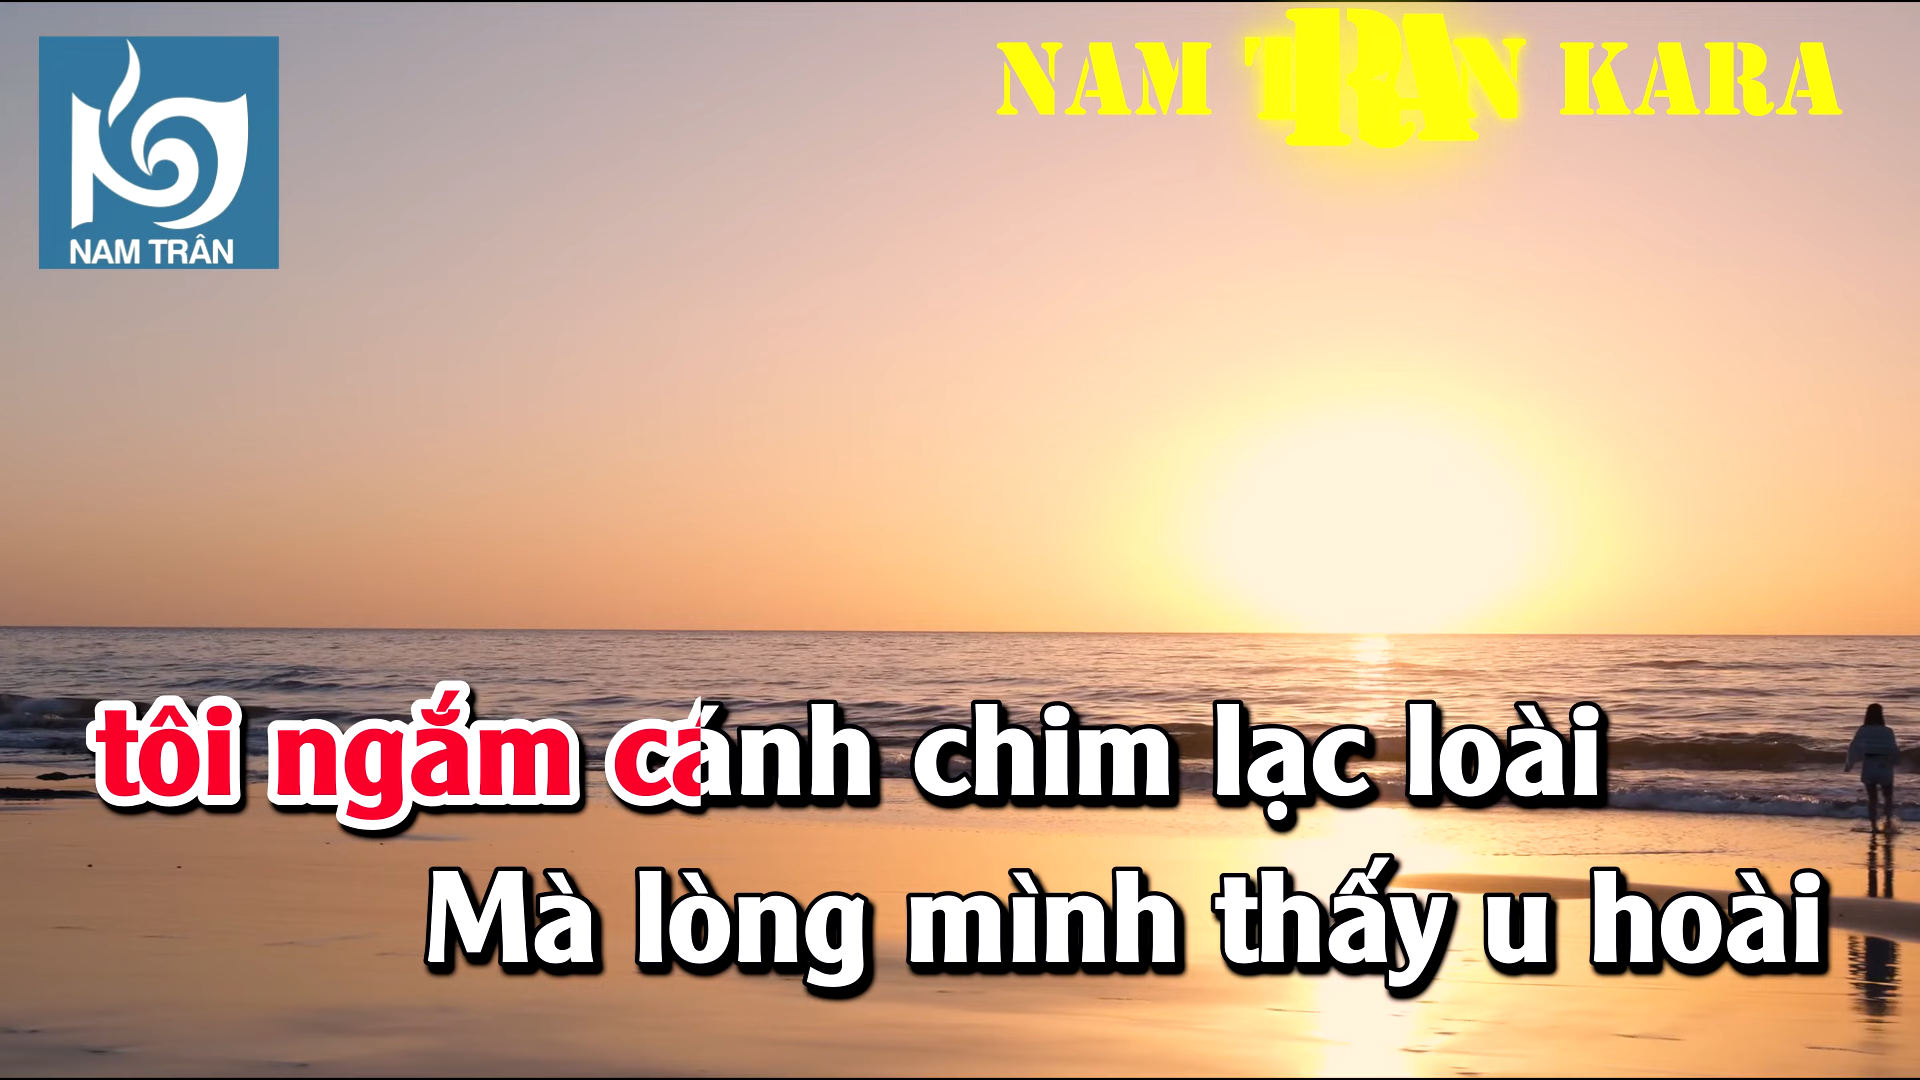 NAM TRAN KARA
NAM TRÂN
tôi ngắm cánh chim lạc loài
Mà lòng mình thấy u hoài